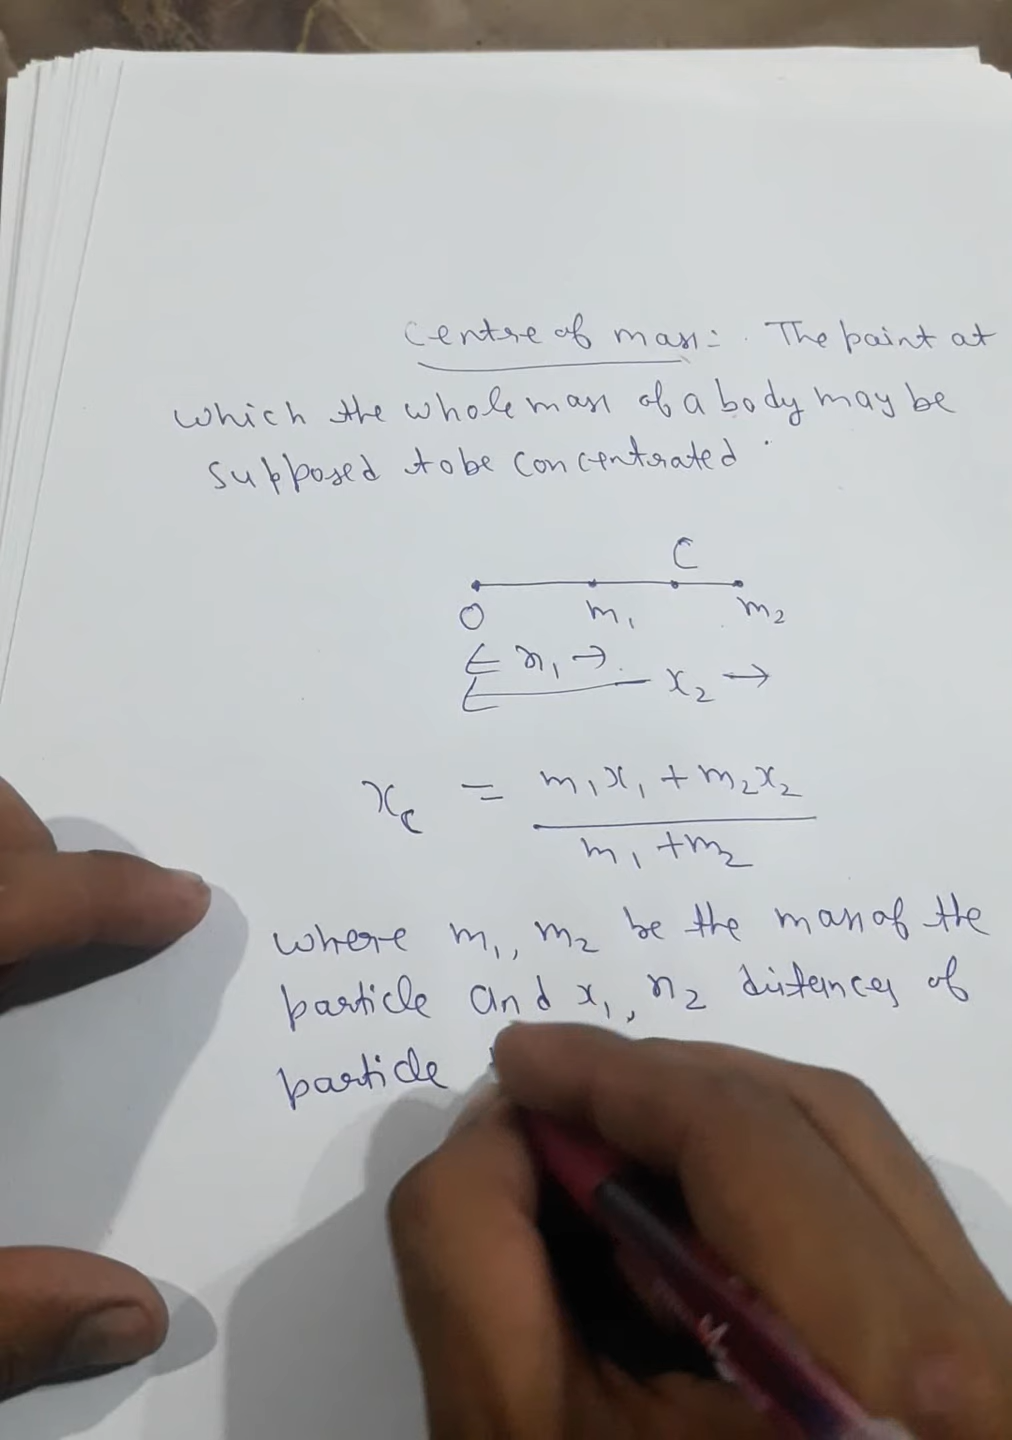 Centre of mass :- The point at
which the whole mass of a body may be
supposed to be concentrated.
C
O m₁ m₂
← x₁ →
← x₂ →
x_c = (m₁x₁ + m₂x₂) / (m₁ + m₂)
where m₁, m₂ be the mass of the
particle and x₁, x₂ distances of
particle